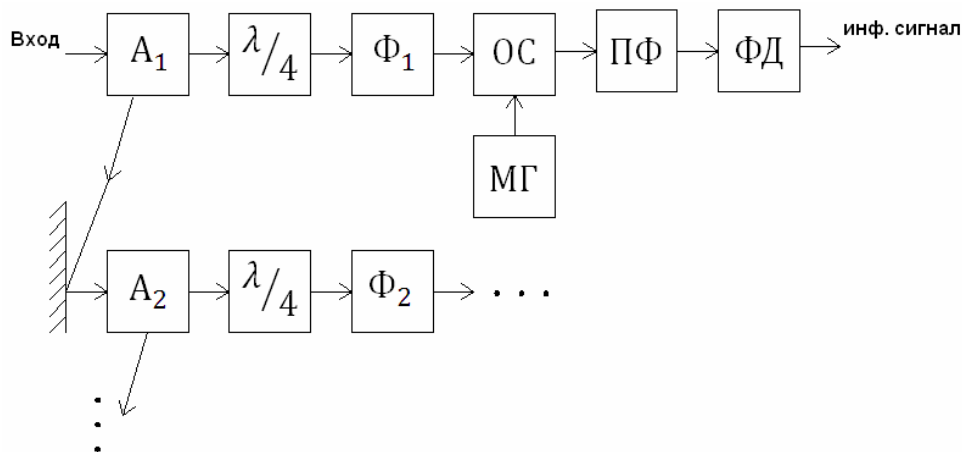 Вход
A₁
λ/4
Ф₁
ОС
ПФ
ФД
инф. сигнал
МГ
A₂
λ/4
Ф₂
. . .